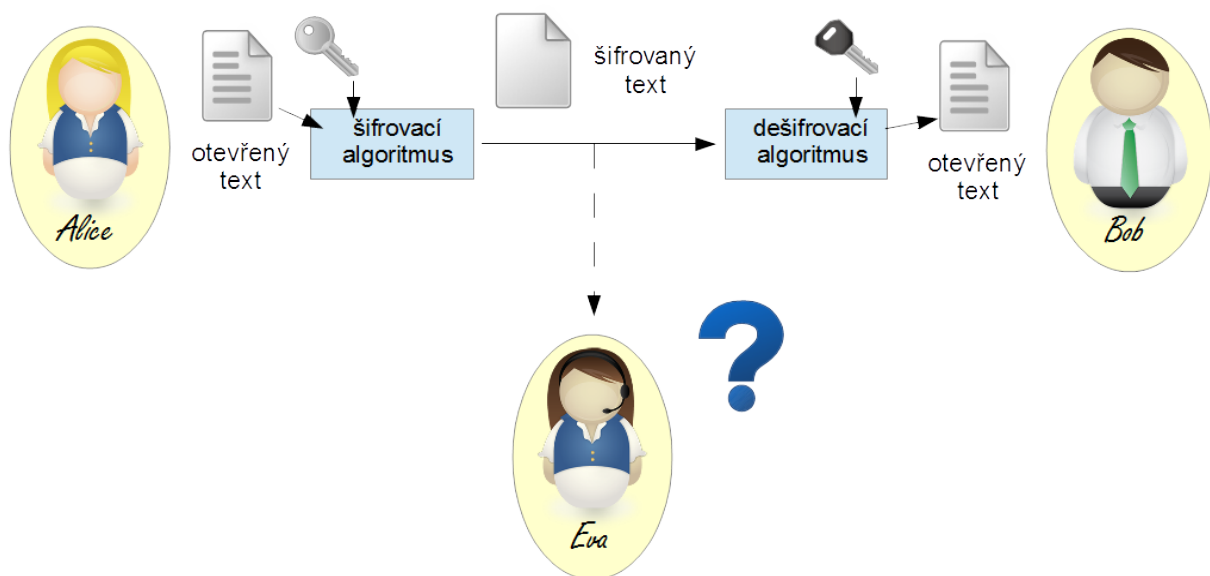 otevřený
text
šifrovací
algoritmus
šifrovaný
text
dešifrovací
algoritmus
otevřený
text
Alice
Bob
?
Eva